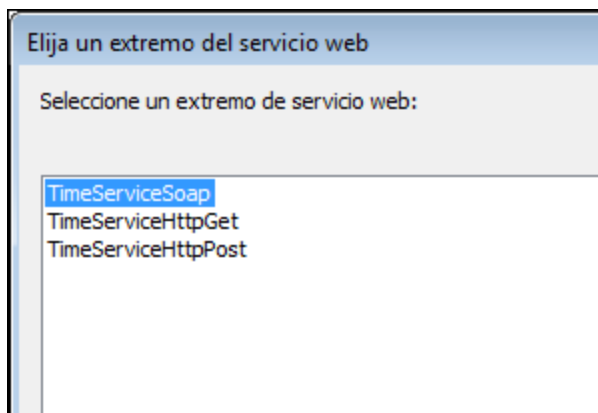 Elija un extremo del servicio web
Seleccione un extremo de servicio web:
TimeServiceSoap
TimeServiceHttpGet
TimeServiceHttpPost